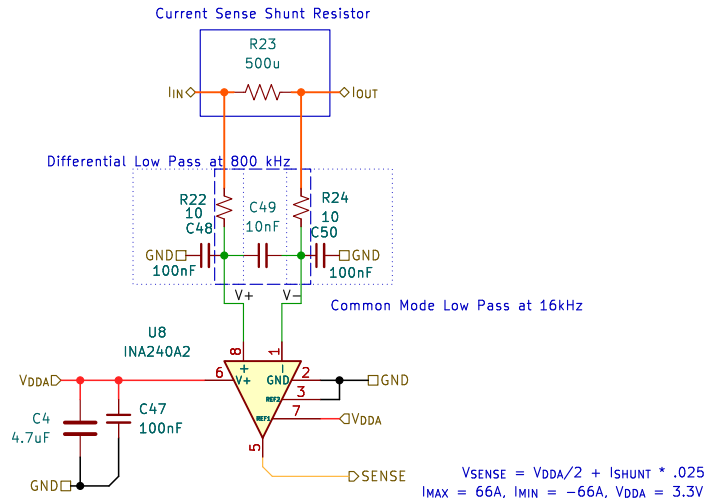 Current Sense Shunt Resistor
R23
500u
IIN
IOUT
Differential Low Pass at 800 kHz
R22
10
C49
10nF
R24
10
C48
C50
GND
GND
100nF
100nF
V+
V-
Common Mode Low Pass at 16kHz
U8
INA240A2
8
1
+
-
VDDA
6
V+
GND
2
GND
REF2
3
REF1
7
VDDA
C4
4.7uF
C47
100nF
5
GND
SENSE
VSENSE = VDDA/2 + ISHUNT * .025
IMAX = 66A, IMIN = -66A, VDDA = 3.3V